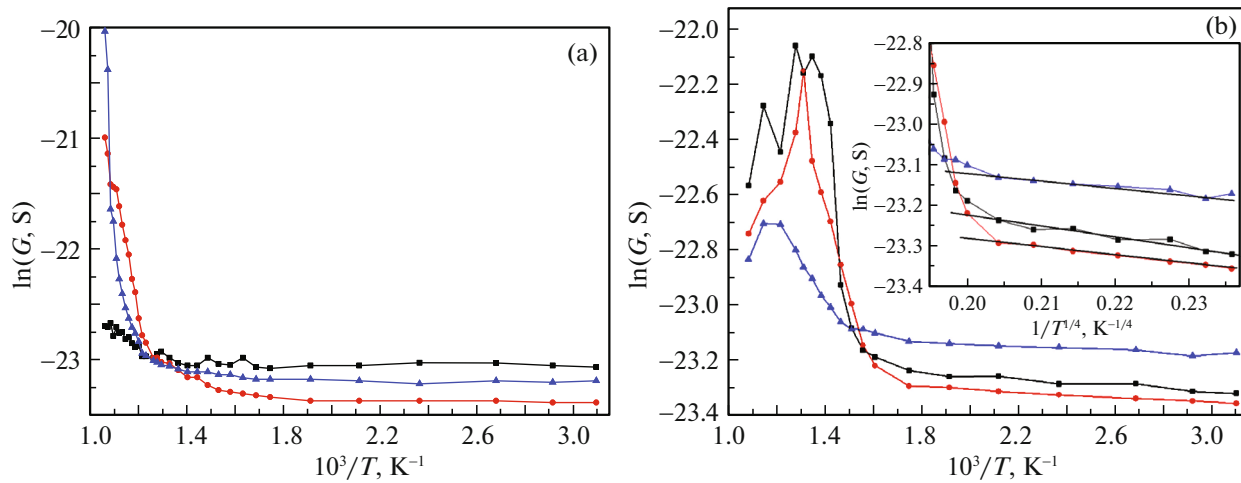 (a)
−20
−21
−22
−23
ln(G, S)
1.0 1.4 1.8 2.2 2.6 3.0
10³/T, K⁻¹
(b)
−22.0
−22.2
−22.4
−22.6
−22.8
−23.0
−23.2
−23.4
ln(G, S)
1.0 1.4 1.8 2.2 2.6 3.0
10³/T, K⁻¹
−22.8
−22.9
−23.0
−23.1
−23.2
−23.3
−23.4
ln(G, S)
0.20 0.21 0.22 0.23
1/T^{1/4}, K^{−1/4}